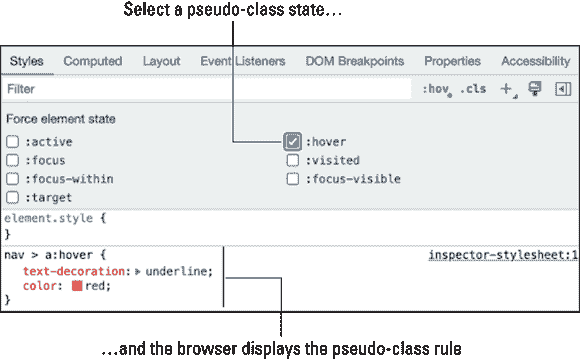 Select a pseudo-class state...
Styles Computed Layout Event Listeners DOM Breakpoints Properties Accessibility
Filter :hov .cls +
Force element state
:active :hover
:focus :visited
:focus-within :focus-visible
:target
element.style {
}
nav > a:hover { inspector-stylesheet:1
text-decoration: underline;
color: red;
}
...and the browser displays the pseudo-class rule